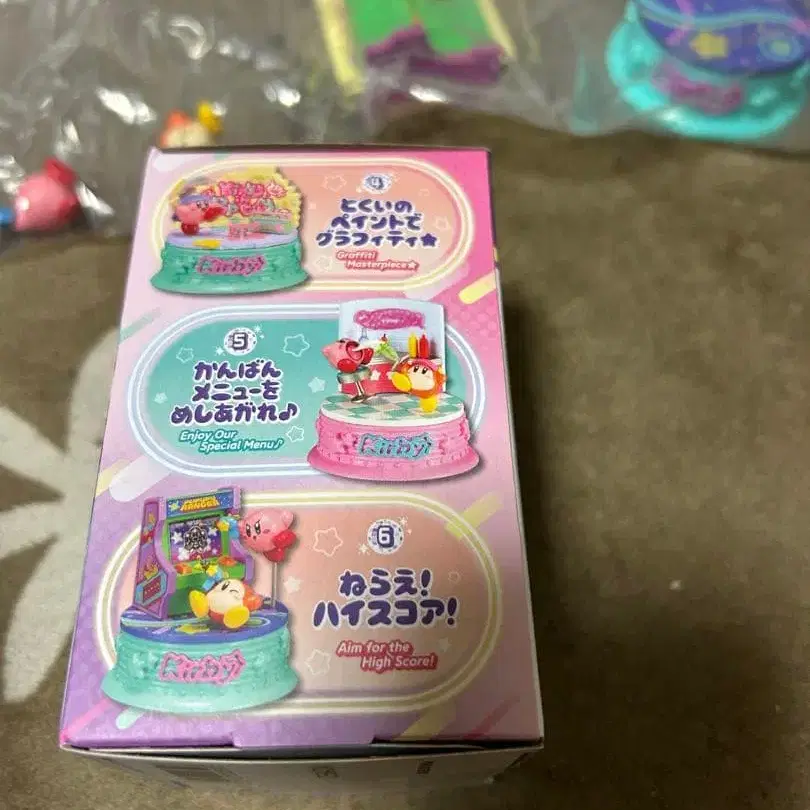 4
とくいの
ペイントで
グラフィティ★
Graffiti
Masterpiece★
Kirby
5
かんばん
メニューを
めしあがれ♪
Enjoy Our
Special Menu♪
Kirby
RANGER
6
ねらえ!
ハイスコア!
Aim for the
High Score!
Kirby